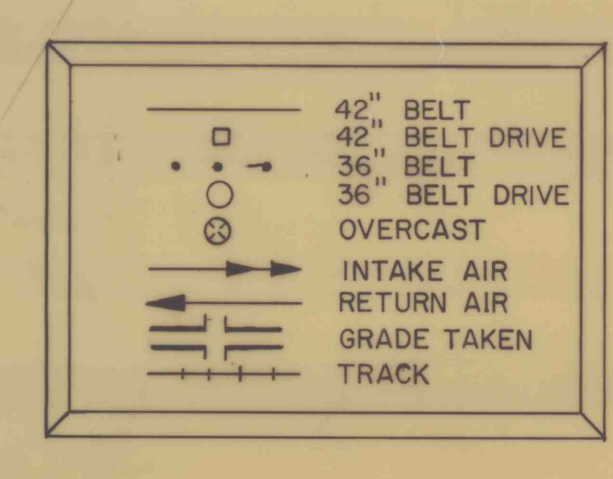 42" BELT
42" BELT DRIVE
36" BELT
36" BELT DRIVE
OVERCAST
INTAKE AIR
RETURN AIR
GRADE TAKEN
TRACK